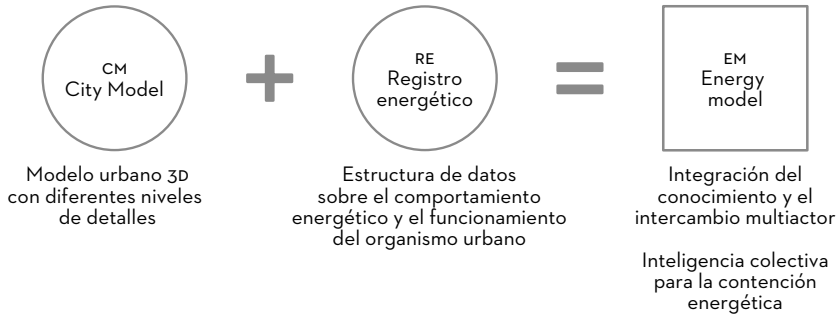 CM
City Model
+
RE
Registro
energético
=
EM
Energy
model
Modelo urbano 3D
con diferentes niveles
de detalles
Estructura de datos
sobre el comportamiento
energético y el funcionamiento
del organismo urbano
Integración del
conocimiento y el
intercambio multiactor
Inteligencia colectiva
para la contención
energética